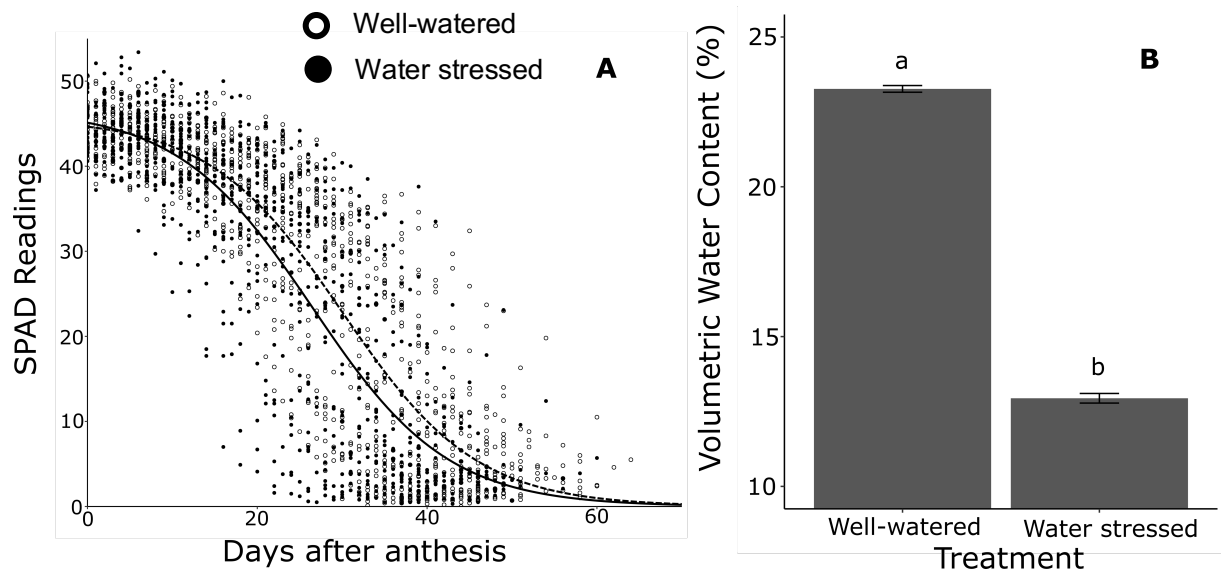 Well-watered
Water stressed
A
SPAD Readings
50
40
30
20
10
0
0 20 40 60
Days after anthesis
B
Volumetric Water Content (%)
25
20
15
10
a
b
Well-watered Water stressed
Treatment